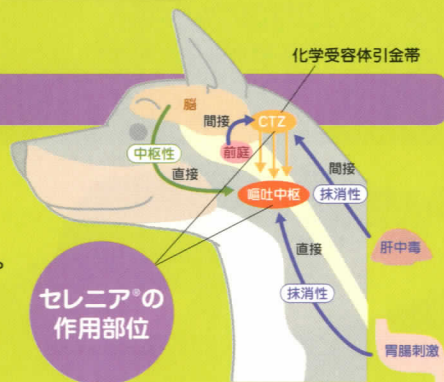 化学受容体引金帯
脳
間接
CTZ
前庭
中枢性
直接
嘔吐中枢
間接
抹消性
直接
抹消性
肝中毒
胃腸刺激
。
セレニア®の
作用部位